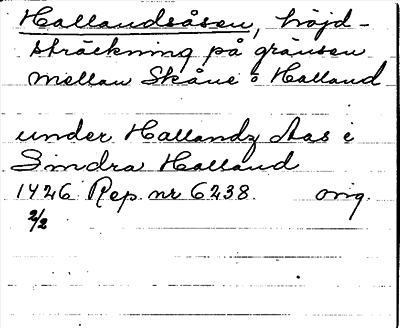 Hallandsåsen, höjd-
sträckning på gränsen
mellan Skåne o Halland
under Hallandz Aas i
Sindra Halland
1426 Rep. nr 6238. orig.
2/2